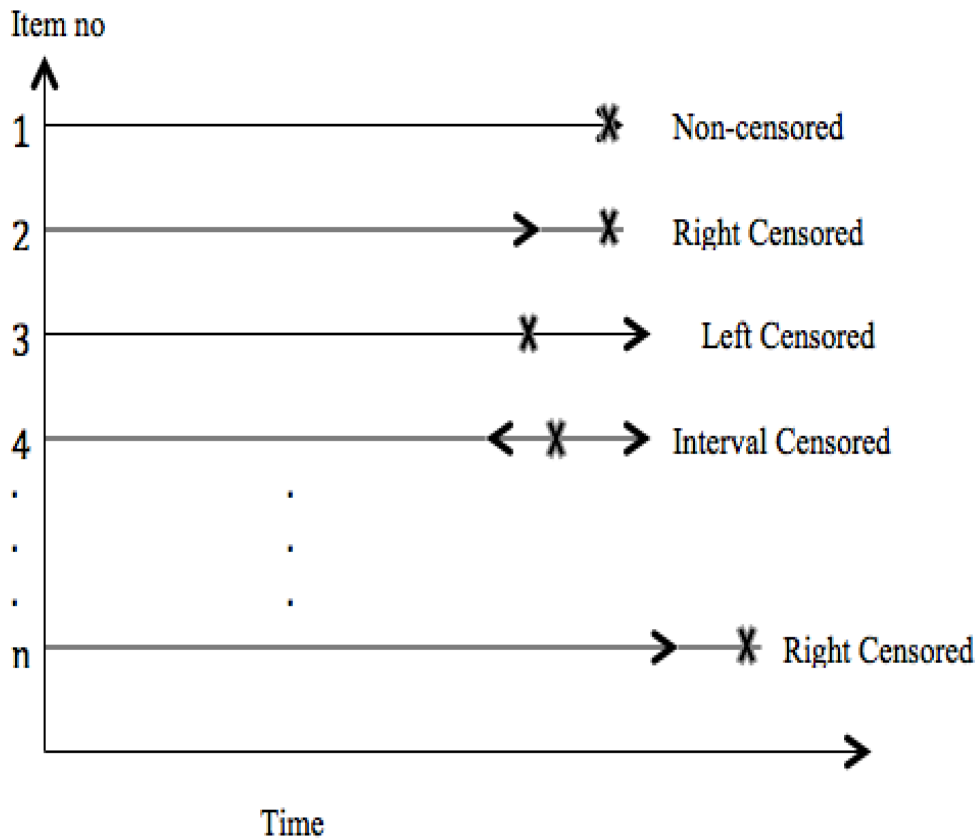 Item no
1 Non-censored
2 Right Censored
3 Left Censored
4 Interval Censored
. .
. .
. .
n Right Censored
Time